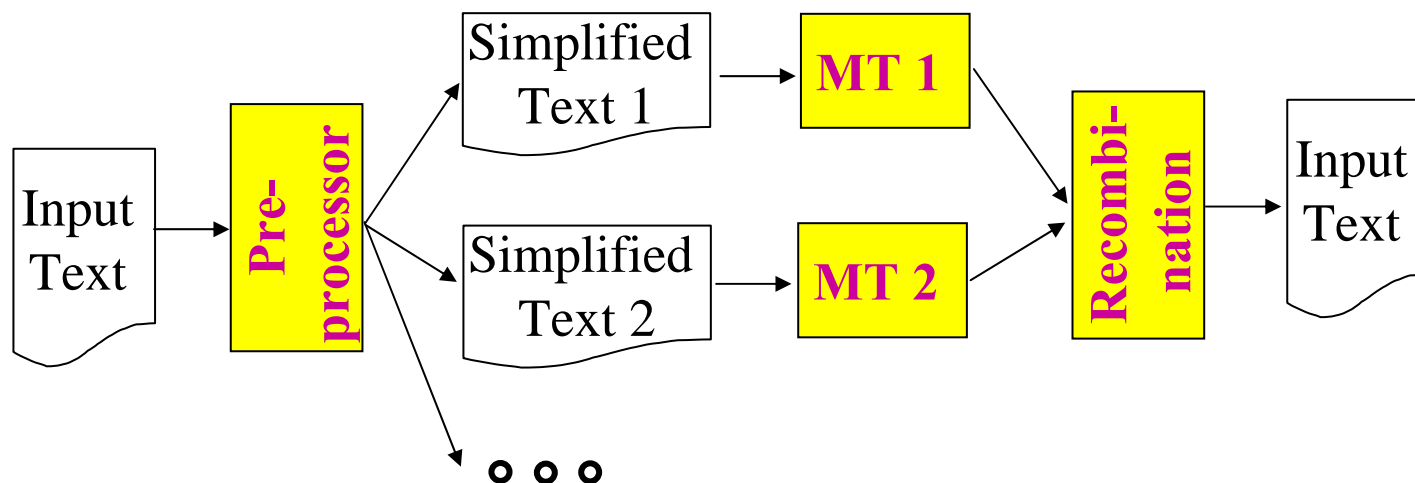 Input
Text
Pre-
processor
Simplified
Text 1
MT 1
Simplified
Text 2
MT 2
Recombi-
nation
Input
Text